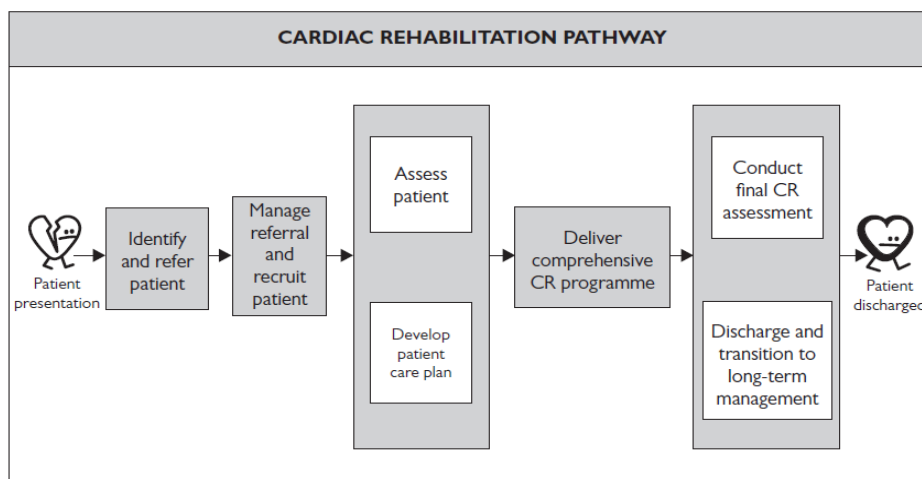 CARDIAC REHABILITATION PATHWAY
Patient
presentation
Identify
and refer
patient
Manage
referral
and
recruit
patient
Assess
patient
Develop
patient
care plan
Deliver
comprehensive
CR programme
Conduct
final CR
assessment
Discharge and
transition to
long-term
management
Patient
discharged